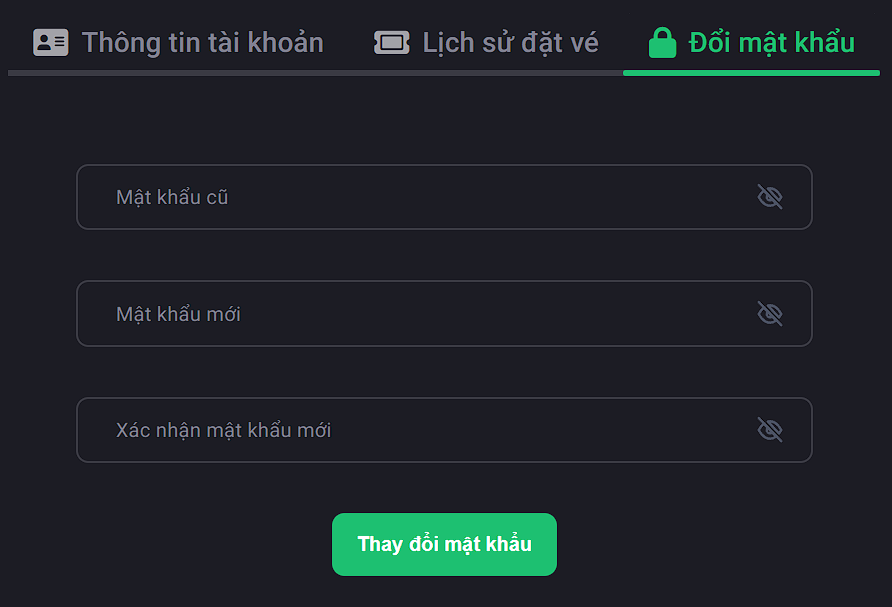 Thông tin tài khoản Lịch sử đặt vé Đổi mật khẩu
Mật khẩu cũ
Mật khẩu mới
Xác nhận mật khẩu mới
Thay đổi mật khẩu